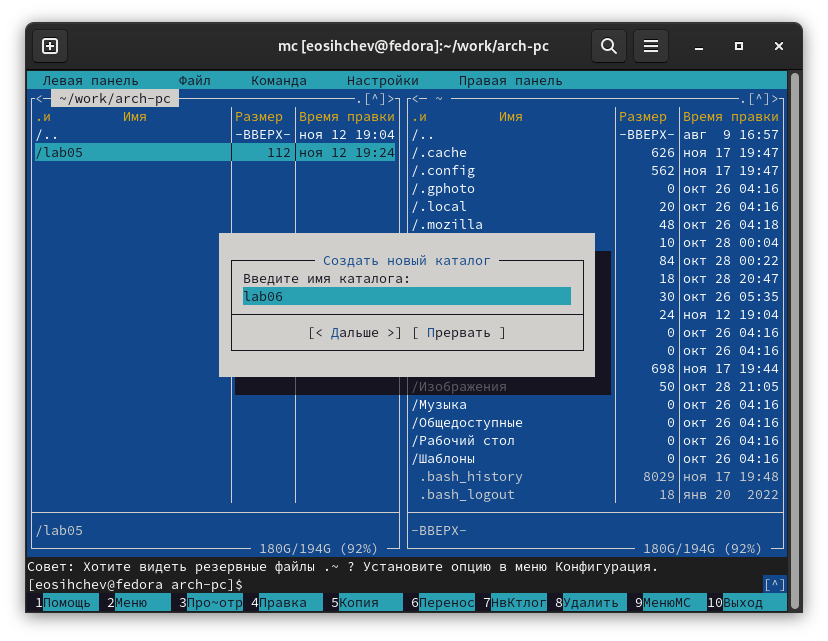 mc [eosihchev@fedora]:~/work/arch-pc
Левая панель Файл Команда Настройки Правая панель
<─ ~/work/arch-pc .[^]> <─ ~ .[^]>
.и Имя Размер Время правки .и Имя Размер Время правки
/.. -ВВЕРХ- ноя 12 19:04 /.. -ВВЕРХ- авг 9 16:57
/lab05 112 ноя 12 19:24 /.cache 626 ноя 17 19:47
/.config 562 ноя 17 19:47
/.gphoto 0 окт 26 04:16
/.local 20 окт 26 04:16
/.mozilla 48 окт 26 04:18
10 окт 28 00:04
Создать новый каталог 84 окт 28 00:22
Введите имя каталога: 18 окт 28 20:47
lab06 30 окт 26 05:35
24 ноя 12 19:04
[< Дальше >] [ Прервать ] 0 окт 26 04:16
0 окт 26 04:16
698 ноя 17 19:44
/Изображения 50 окт 28 21:05
/Музыка 0 окт 26 04:16
/Общедоступные 0 окт 26 04:16
/Рабочий стол 0 окт 26 04:16
/Шаблоны 0 окт 26 04:16
.bash_history 8029 ноя 17 19:48
.bash_logout 18 янв 20 2022
/lab05 -ВВЕРХ-
180G/194G (92%) 180G/194G (92%)
Совет: Хотите видеть резервные файлы .~ ? Установите опцию в меню Конфигурация.
[eosihchev@fedora arch-pc]$ [^]
1Помощь 2Меню 3Про~отр 4Правка 5Копия 6Перенос 7НвКтлог 8Удалить 9МенюМС 10Выход